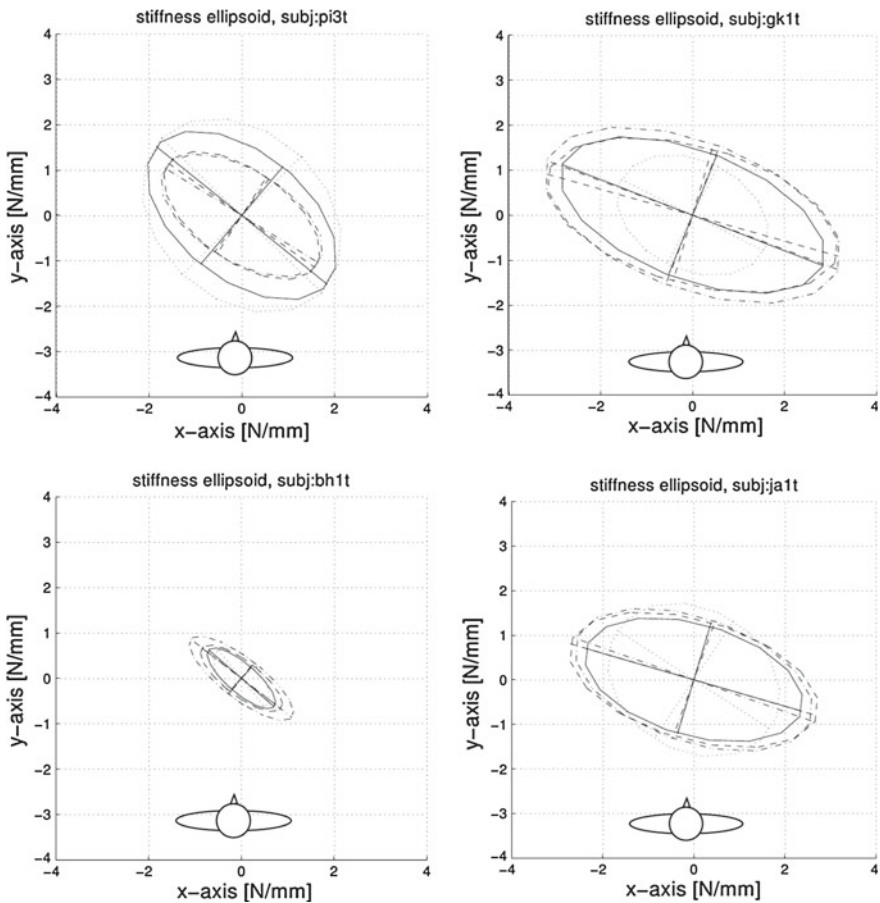 stiffness ellipsoid, subj:pi3t
4
3
2
1
0
−1
−2
−3
−4
y−axis [N/mm]
−4 −2 0 2 4
x−axis [N/mm]
stiffness ellipsoid, subj:gk1t
4
3
2
1
0
−1
−2
−3
−4
y−axis [N/mm]
−4 −2 0 2 4
x−axis [N/mm]
stiffness ellipsoid, subj:bh1t
4
3
2
1
0
−1
−2
−3
−4
y−axis [N/mm]
−4 −2 0 2 4
x−axis [N/mm]
stiffness ellipsoid, subj:ja1t
4
3
2
1
0
−1
−2
−3
−4
y−axis [N/mm]
−4 −2 0 2 4
x−axis [N/mm]